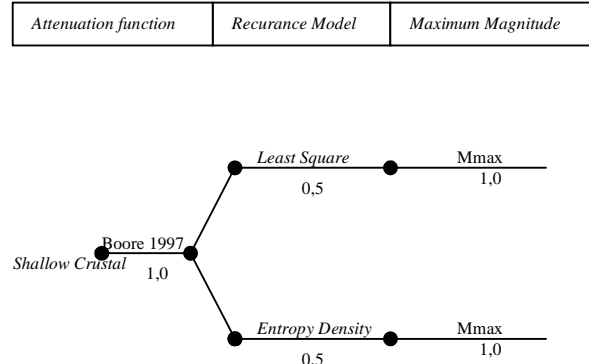 Attenuation function Recurance Model Maximum Magnitude
Least Square Mmax
0,5 1,0
Boore 1997
Shallow Crustal 1,0
Entropy Density Mmax
0,5 1,0